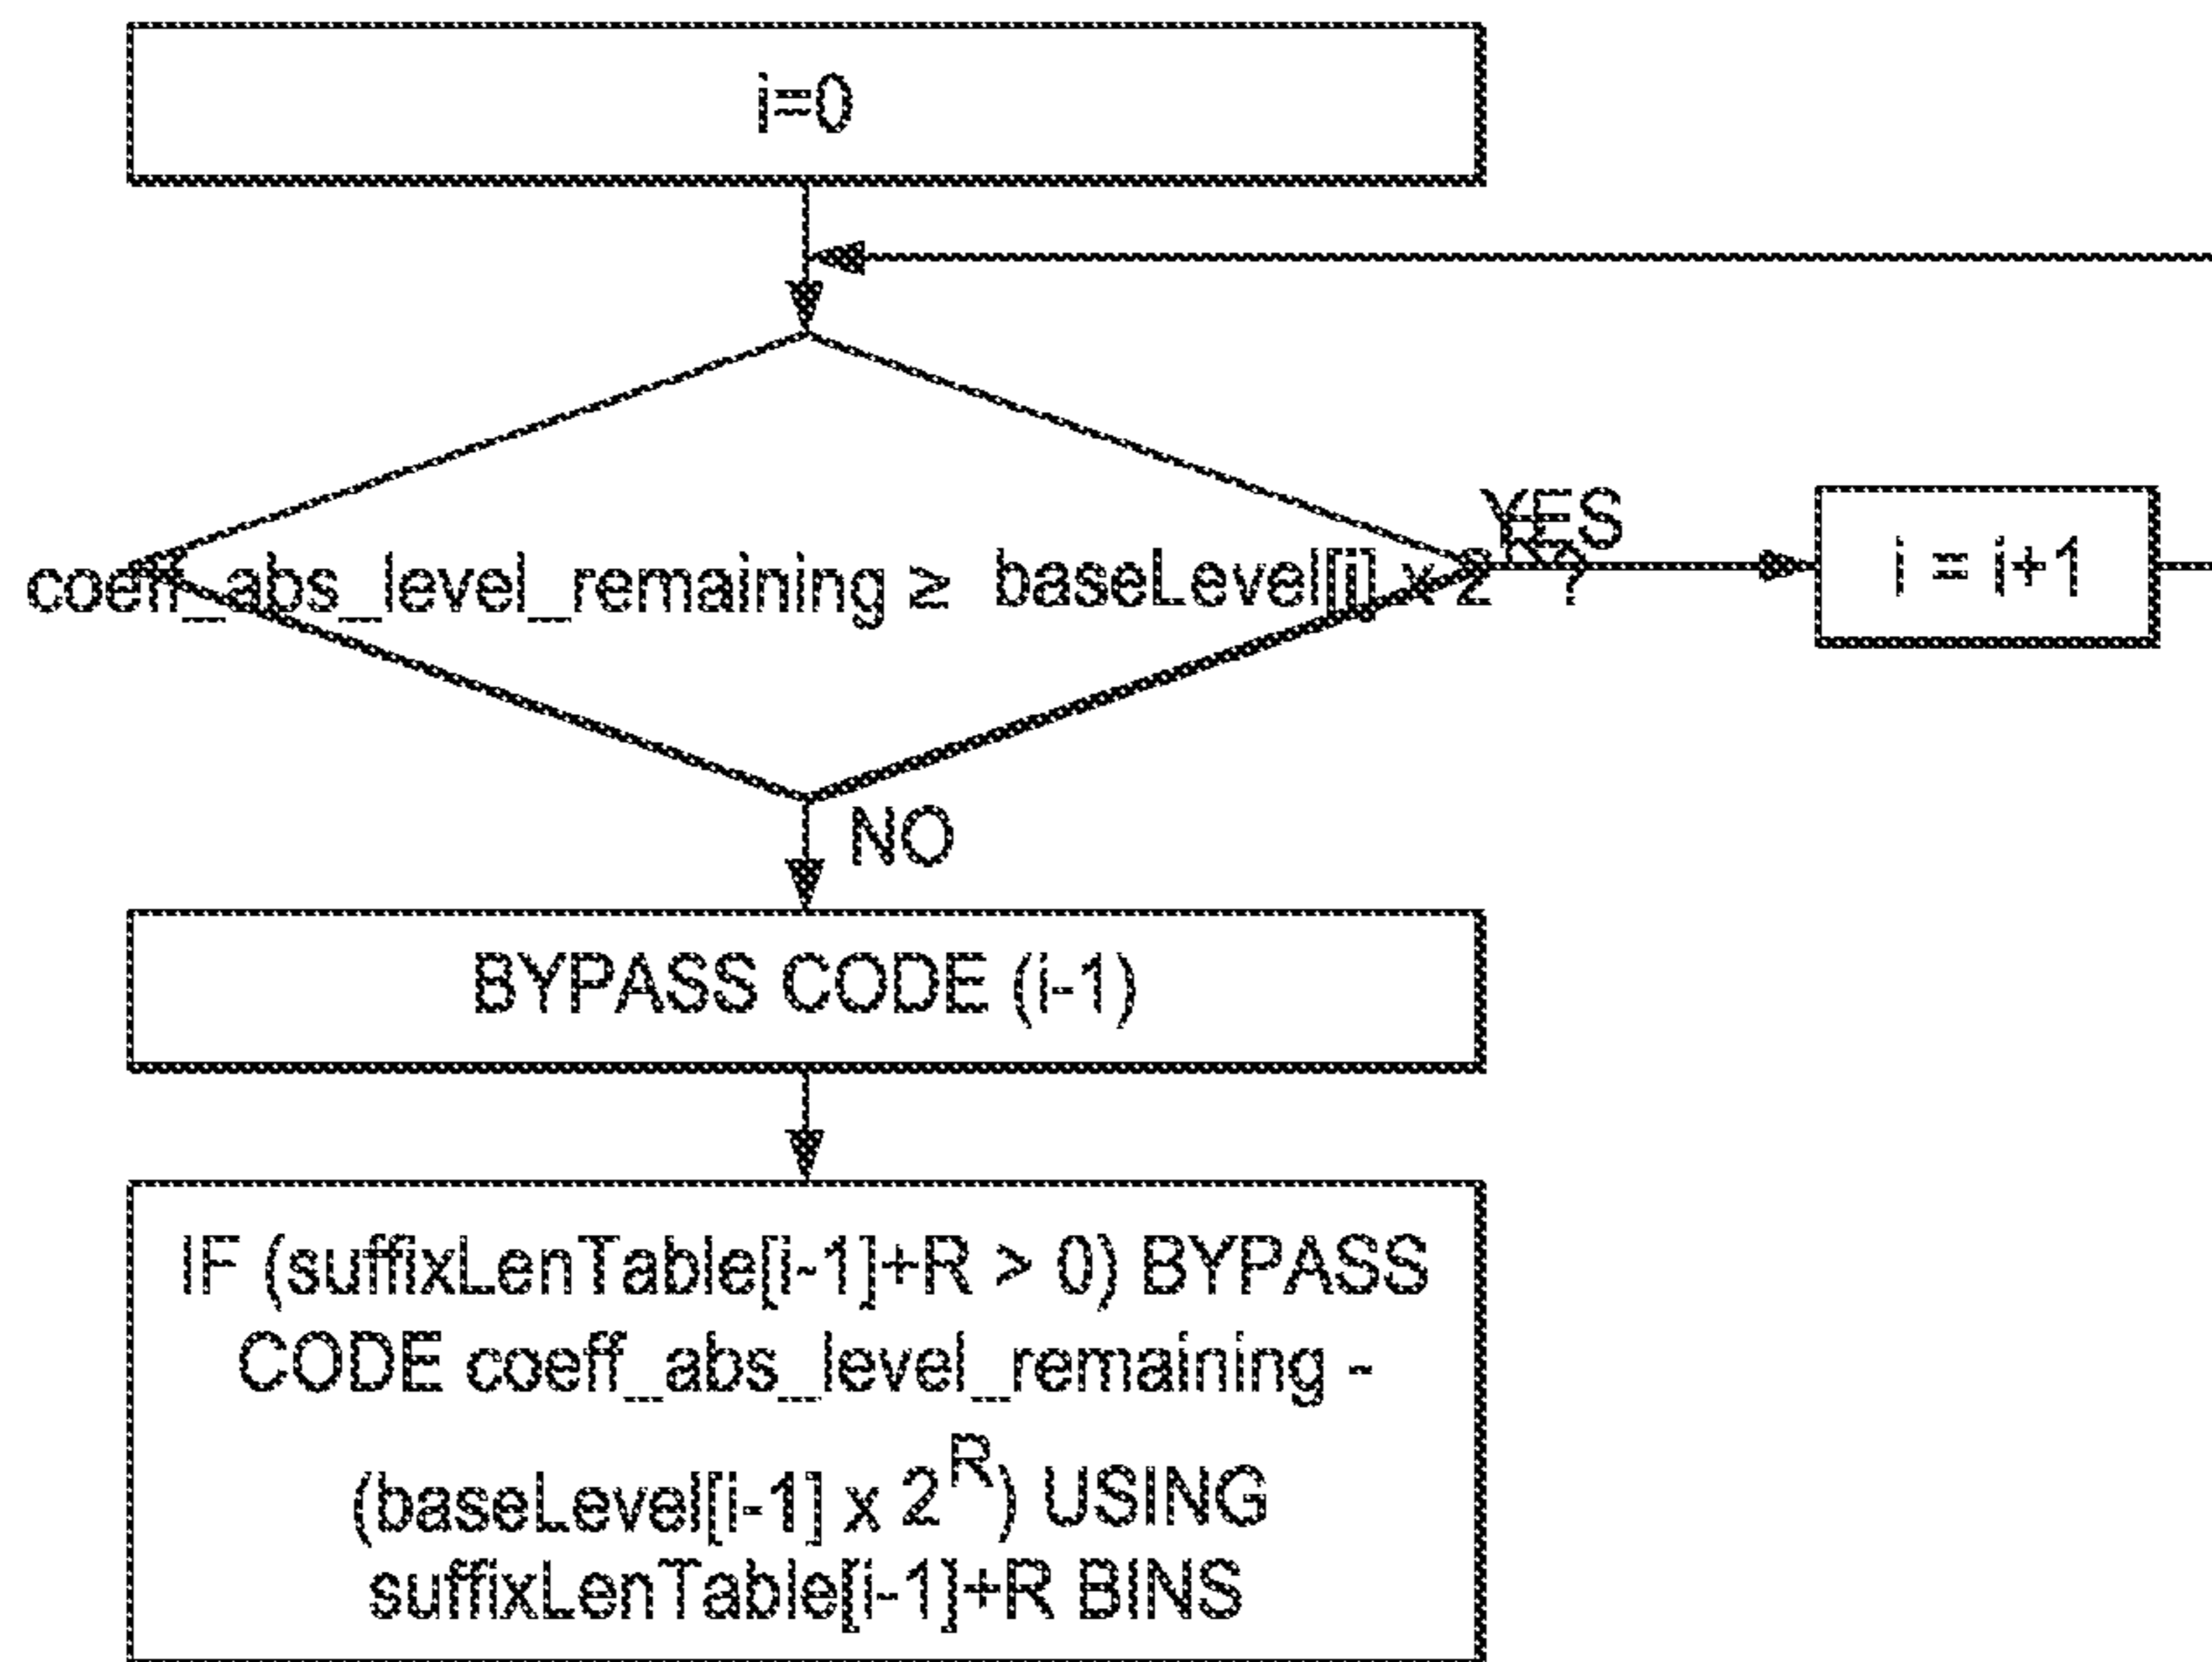 i=0
coeff_abs_level_remaining ≥ baseLevel[i] x 2^R ?
YES
i = i+1
NO
BYPASS CODE (i-1)
IF (suffixLenTable[i-1]+R > 0) BYPASS
CODE coeff_abs_level_remaining -
(baseLevel[i-1] x 2^R) USING
suffixLenTable[i-1]+R BINS